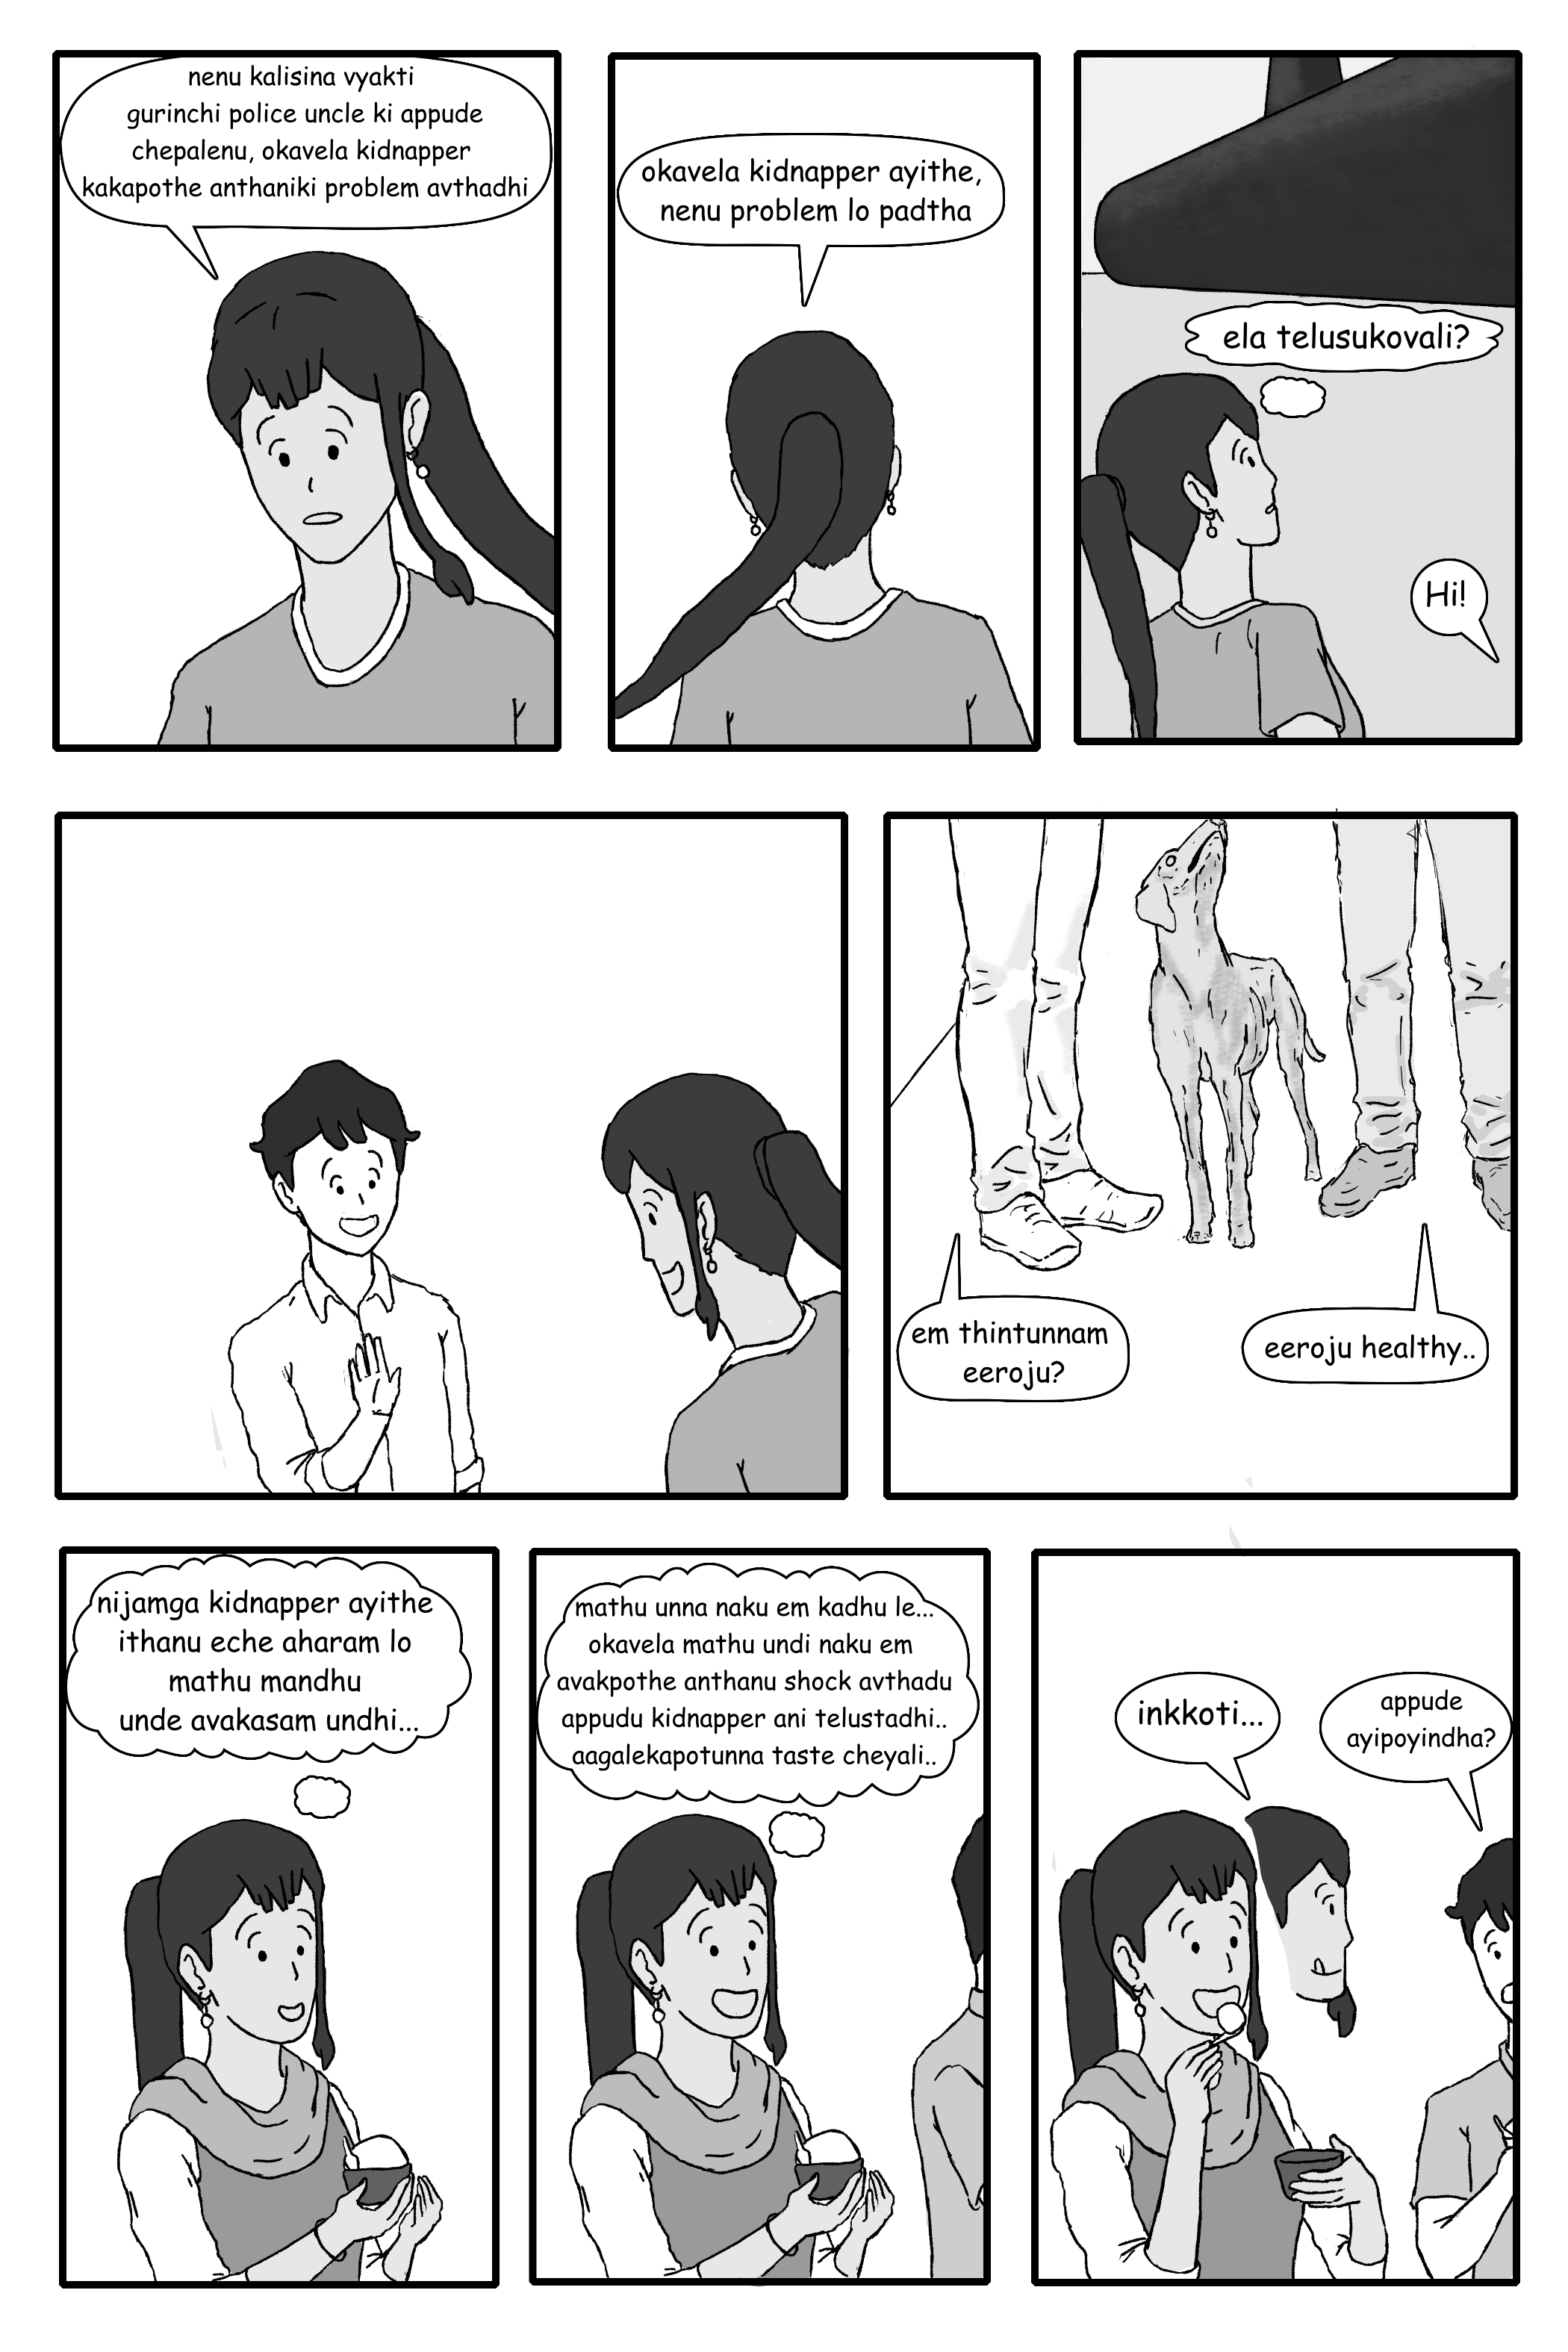 nenu kalisina vyakti
gurinchi police uncle ki appude
chepalenu, okavela kidnapper
kakapothe anthaniki problem avthadhi
okavela kidnapper ayithe,
nenu problem lo padtha
ela telusukovali?
Hi!
em thintunnam
eeroju?
eeroju healthy..
nijamga kidnapper ayithe
ithanu eche aharam lo
mathu mandhu
unde avakasam undhi...
mathu unna naku em kadhu le...
okavela mathu undi naku em
avakpothe anthanu shock avthadu
appudu kidnapper ani telustadhi..
aagalekapotunna taste cheyali..
inkkoti...
appude
ayipoyindha?